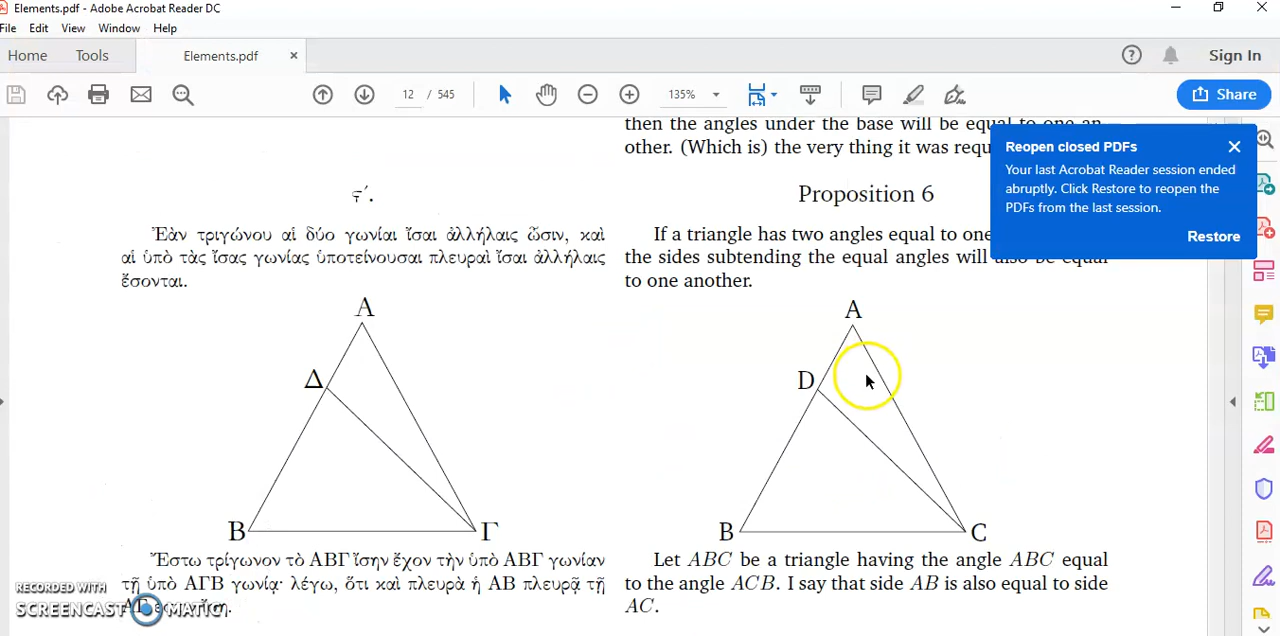 Elements.pdf - Adobe Acrobat Reader DC
File Edit View Window Help
Home Tools Elements.pdf × Sign In
12 / 545 135% Share
then the angles under the base will be equal to one an-
other. (Which is) the very thing it was
Reopen closed PDFs
Your last Acrobat Reader session ended
abruptly. Click Restore to reopen the
PDFs from the last session.
Restore
ϛ΄.
Ἐὰν τριγώνου αἱ δύο γωνίαι ἴσαι ἀλλήλαις ὦσιν, καὶ
αἱ ὑπὸ τὰς ἴσας γωνίας ὑποτείνουσαι πλευραὶ ἴσαι ἀλλήλαις
ἔσονται.
Α
Δ
Β Γ
Ἔστω τρίγωνον τὸ ΑΒΓ ἴσην ἔχον τὴν ὑπὸ ΑΒΓ γωνίαν
τῇ ὑπὸ ΑΓΒ γωνίᾳ· λέγω, ὅτι καὶ πλευρὰ ἡ ΑΒ πλευρᾷ τῇ
Proposition 6
If a triangle has two angles equal to one
the sides subtending the equal angles will also be equal
to one another.
A
D
B C
Let ABC be a triangle having the angle ABC equal
to the angle ACB. I say that side AB is also equal to side
AC.
RECORDED WITH
SCREENCAST MATIC